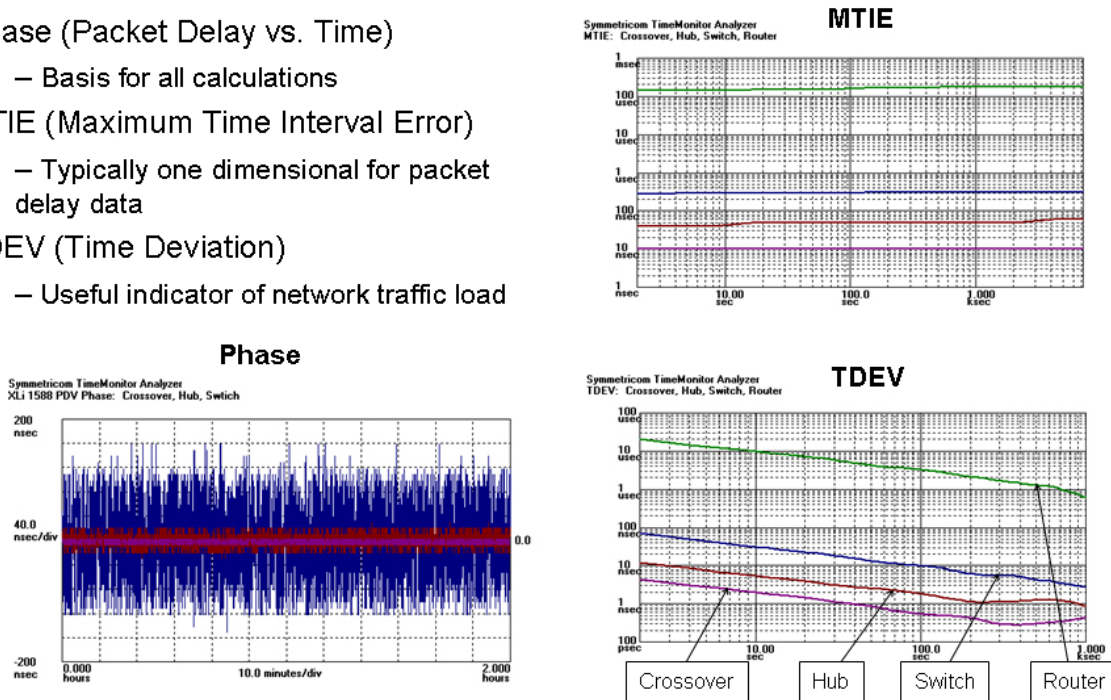 ase (Packet Delay vs. Time)
– Basis for all calculations
TIE (Maximum Time Interval Error)
– Typically one dimensional for packet
delay data
DEV (Time Deviation)
– Useful indicator of network traffic load
MTIE
Symmetricom TimeMonitor Analyzer
MTIE: Crossover, Hub, Switch, Router
1
msec
100
usec
10
usec
1
usec
100
nsec
10
nsec
1
nsec
10.00
sec
100.0
sec
1.000
ksec
Phase
Symmetricom TimeMonitor Analyzer
XLi 1588 PDV Phase: Crossover, Hub, Swtich
200
nsec
40.0
nsec/div
0.0
-200
nsec
0.000
hours
10.0 minutes/div
2.000
hours
TDEV
Symmetricom TimeMonitor Analyzer
TDEV: Crossover, Hub, Switch, Router
100
usec
10
usec
1
usec
100
nsec
10
nsec
1
nsec
100
psec
10.00
sec
100.0
sec
1.000
ksec
Crossover
Hub
Switch
Router